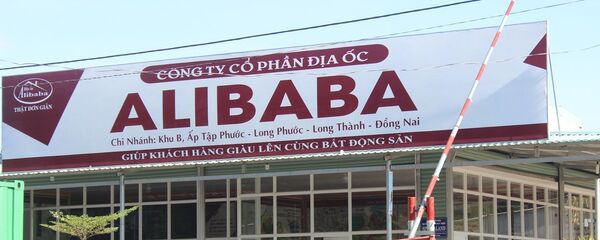 Alibaba
THẬT ĐƠN GIẢN
CÔNG TY CỔ PHẦN ĐỊA ỐC
ALIBABA
Chi Nhánh: Khu B, Ấp Tập Phước - Long Phước - Long Thành - Đồng Nai
GIÚP KHÁCH HÀNG GIÀU LÊN CÙNG BẤT ĐỘNG SẢN